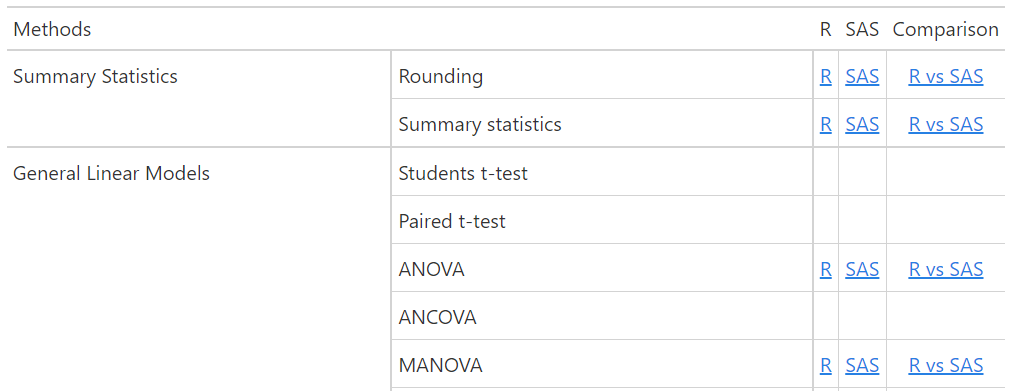 Methods R SAS Comparison
Summary Statistics Rounding R SAS R vs SAS
Summary statistics R SAS R vs SAS
General Linear Models Students t-test
Paired t-test
ANOVA R SAS R vs SAS
ANCOVA
MANOVA R SAS R vs SAS